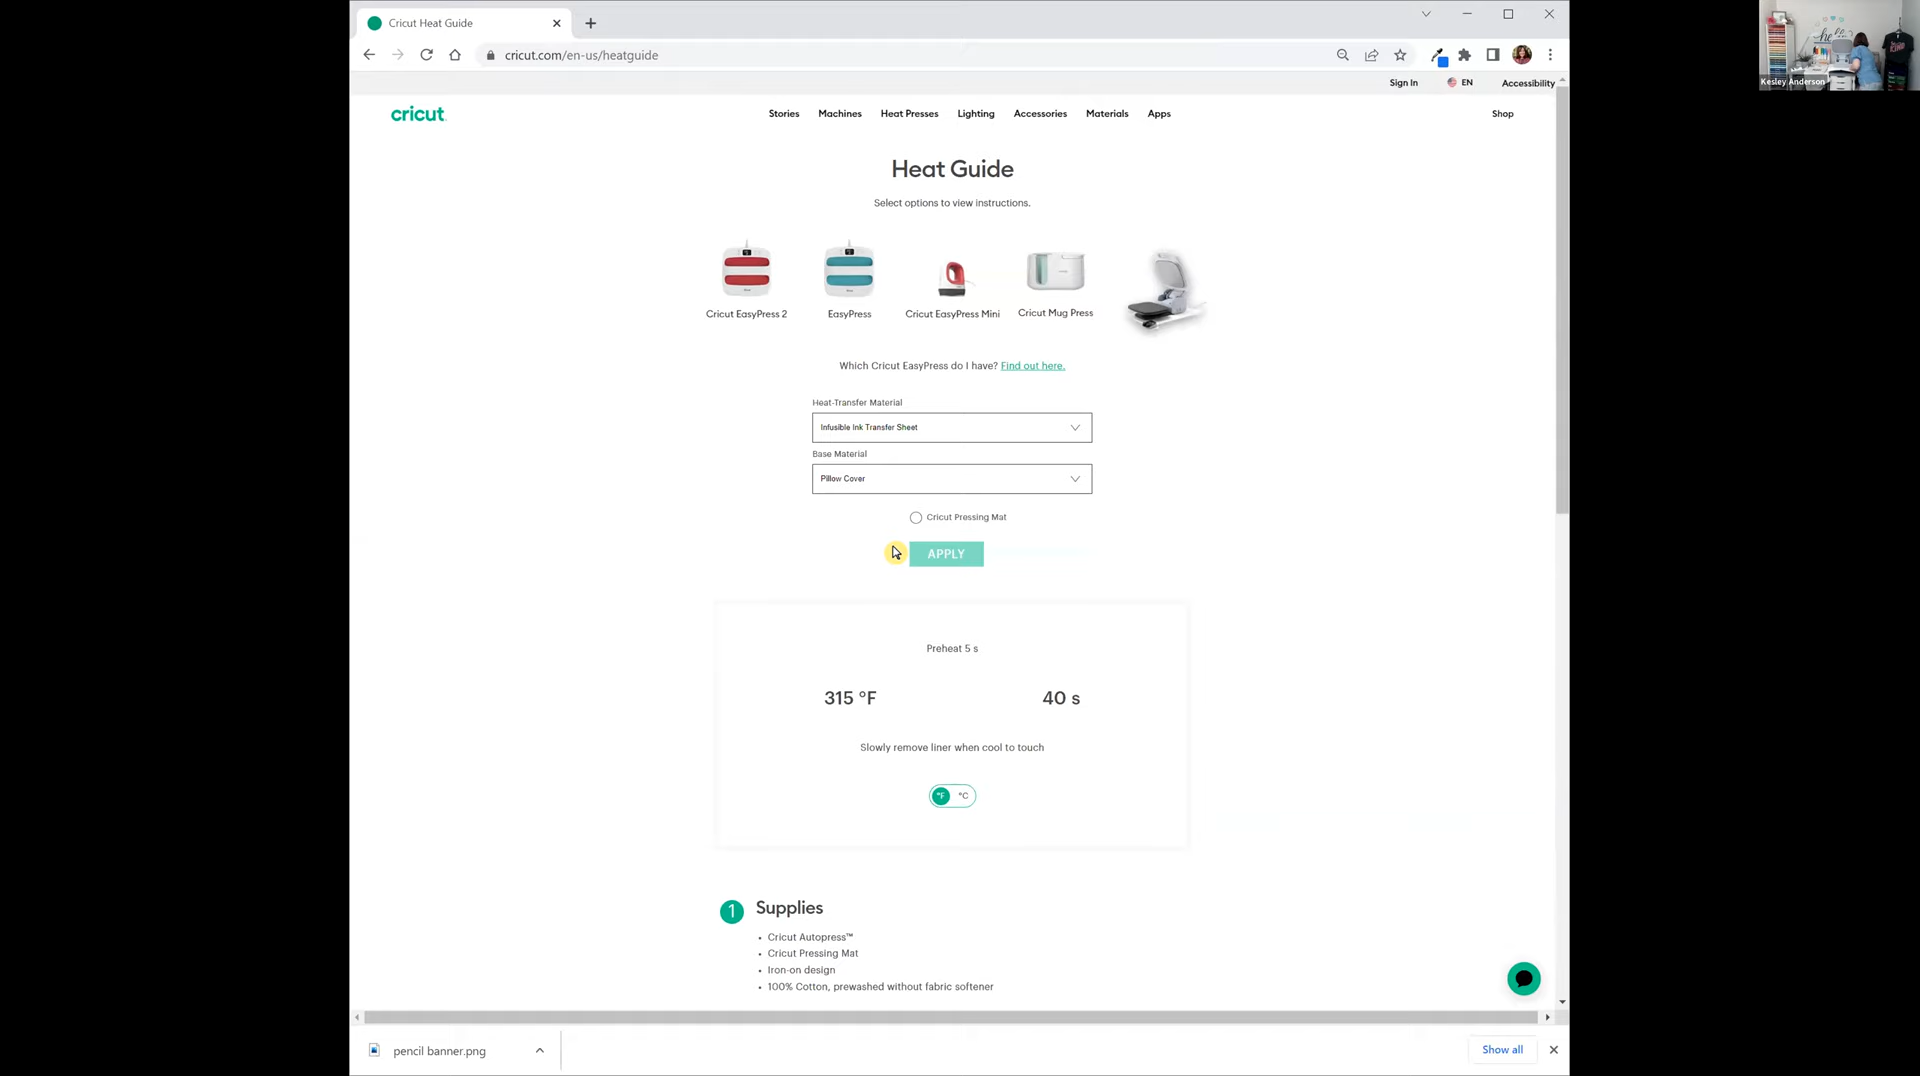 Cricut Heat Guide
cricut.com/en-us/heatguide
Sign In
EN
Accessibility
cricut
Stories
Machines
Heat Presses
Lighting
Accessories
Materials
Apps
Shop
Heat Guide
Select options to view instructions.
Cricut EasyPress 2
EasyPress
Cricut EasyPress Mini
Cricut Mug Press
Which Cricut EasyPress do I have? Find out here.
Heat-Transfer Material
Infusible Ink Transfer Sheet
Base Material
Pillow Cover
Cricut Pressing Mat
APPLY
Preheat 5 s
315 °F
40 s
Slowly remove liner when cool to touch
°F
°C
1
Supplies
• Cricut Autopress™
• Cricut Pressing Mat
• Iron-on design
• 100% Cotton, prewashed without fabric softener
pencil banner.png
Show all
hello
Kesley Anderson